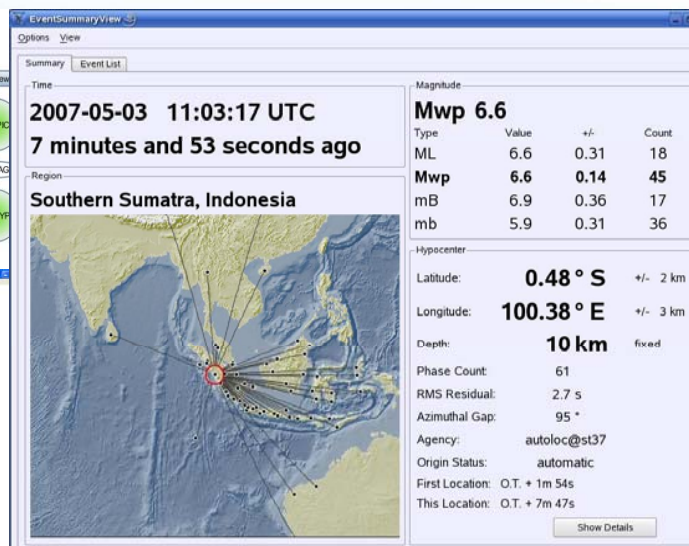 EventSummaryView
Options View
Summary Event List
Time
2007-05-03 11:03:17 UTC
7 minutes and 53 seconds ago
Region
Southern Sumatra, Indonesia
Magnitude
Mwp 6.6
Type Value +/- Count
ML 6.6 0.31 18
Mwp 6.6 0.14 45
mB 6.9 0.36 17
mb 5.9 0.31 36
Hypocenter
Latitude: 0.48° S +/- 2 km
Longitude: 100.38° E +/- 3 km
Depth: 10 km fixed
Phase Count: 61
RMS Residual: 2.7 s
Azimuthal Gap: 95 °
Agency: autoloc@st37
Origin Status: automatic
First Location: O.T. + 1m 54s
This Location: O.T. + 7m 47s
Show Details